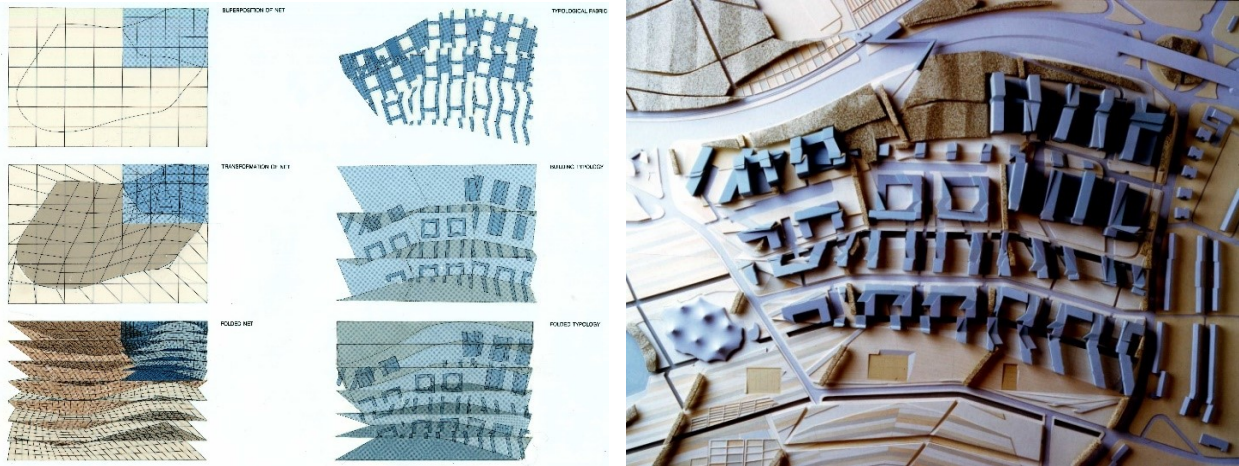 SUPERPOSITION OF NET
TYPOLOGICAL FABRIC
TRANSFORMATION OF NET
BUILDING TYPOLOGY
FOLDED NET
FOLDED TYPOLOGY